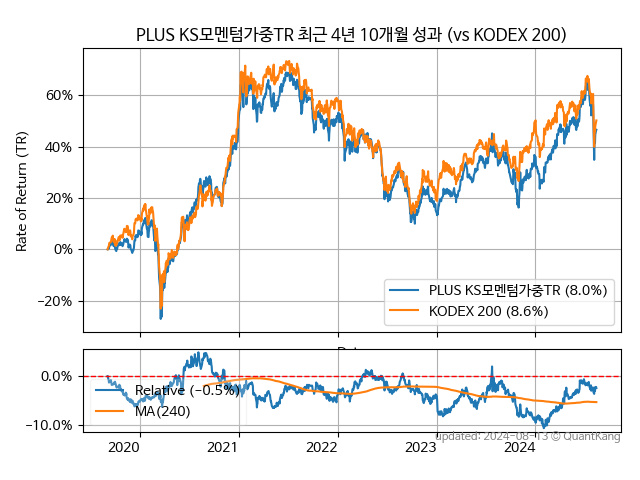 PLUS KS모멘텀가중TR 최근 4년 10개월 성과 (vs KODEX 200)
Rate of Return (TR)
60%
40%
20%
0%
−20%
PLUS KS모멘텀가중TR (8.0%)
KODEX 200 (8.6%)
0.0%
−10.0%
Relative (−0.5%)
MA(240)
2020 2021 2022 2023 2024
updated: 2024-08-13 © QuantKang